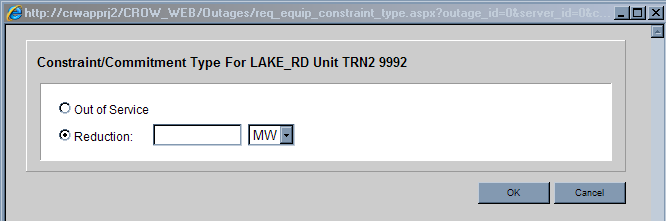 http://crwapprj2/CROW_WEB/Outages/req_equip_constraint_type.aspx?outage_id=0&server_id=0&c...
Constraint/Commitment Type For LAKE_RD Unit TRN2 9992
Out of Service
Reduction: MW
OK Cancel